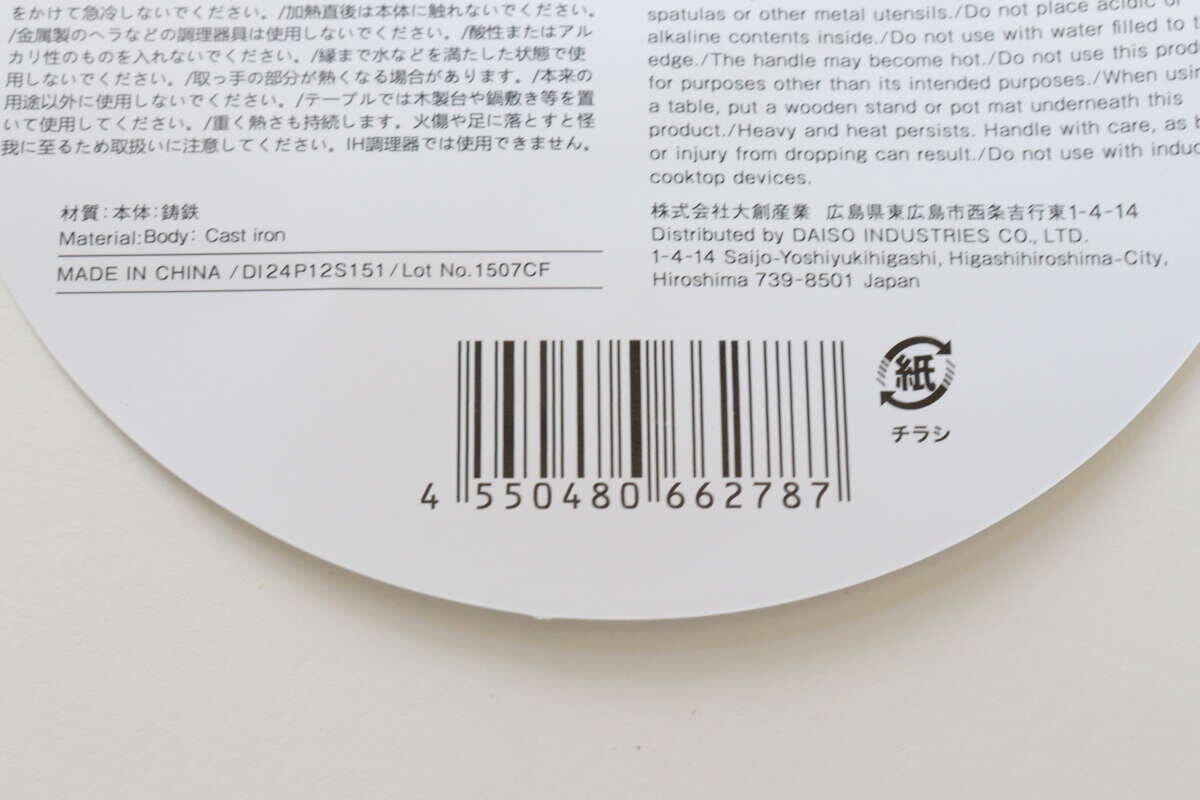 をかけて急冷しないでください。/加熱直後は本体に触れないでください。
/金属製のヘラなどの調理器具は使用しないでください。/酸性またはアル
カリ性のものを入れないでください。/縁まで水などを満たした状態で使
用しないでください。/取っ手の部分が熱くなる場合があります。/本来の
用途以外に使用しないでください。/テーブルでは木製台や鍋敷き等を置
いて使用してください。/重く熱さも持続します。火傷や足に落とすと怪
我に至るため取扱いに注意してください。IH調理器では使用できません。
材質:本体:鋳鉄
Material:Body: Cast iron
MADE IN CHINA /DI24P12S151/Lot No.1507CF
spatulas or other metal utensils./Do not place acidic or
alkaline contents inside./Do not use with water filled to
edge./The handle may become hot./Do not use this
for purposes other than its intended purposes./When
a table, put a wooden stand or pot mat underneath this
product./Heavy and heat persists. Handle with care, as
or injury from dropping can result./Do not use with
cooktop devices.
株式会社大創産業 広島県東広島市西条吉行東1-4-14
Distributed by DAISO INDUSTRIES CO., LTD.
1-4-14 Saijo-Yoshiyukihigashi, Higashihiroshima-City,
Hiroshima 739-8501 Japan
4 550480 662787
紙
チラシ